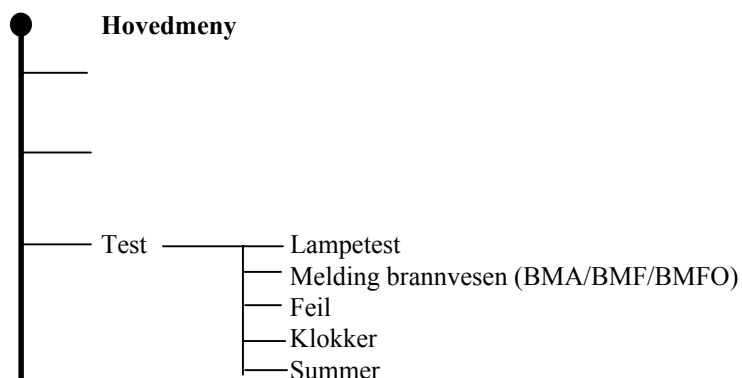 Hovedmeny
Test
Lampetest
Melding brannvesen (BMA/BMF/BMFO)
Feil
Klokker
Summer